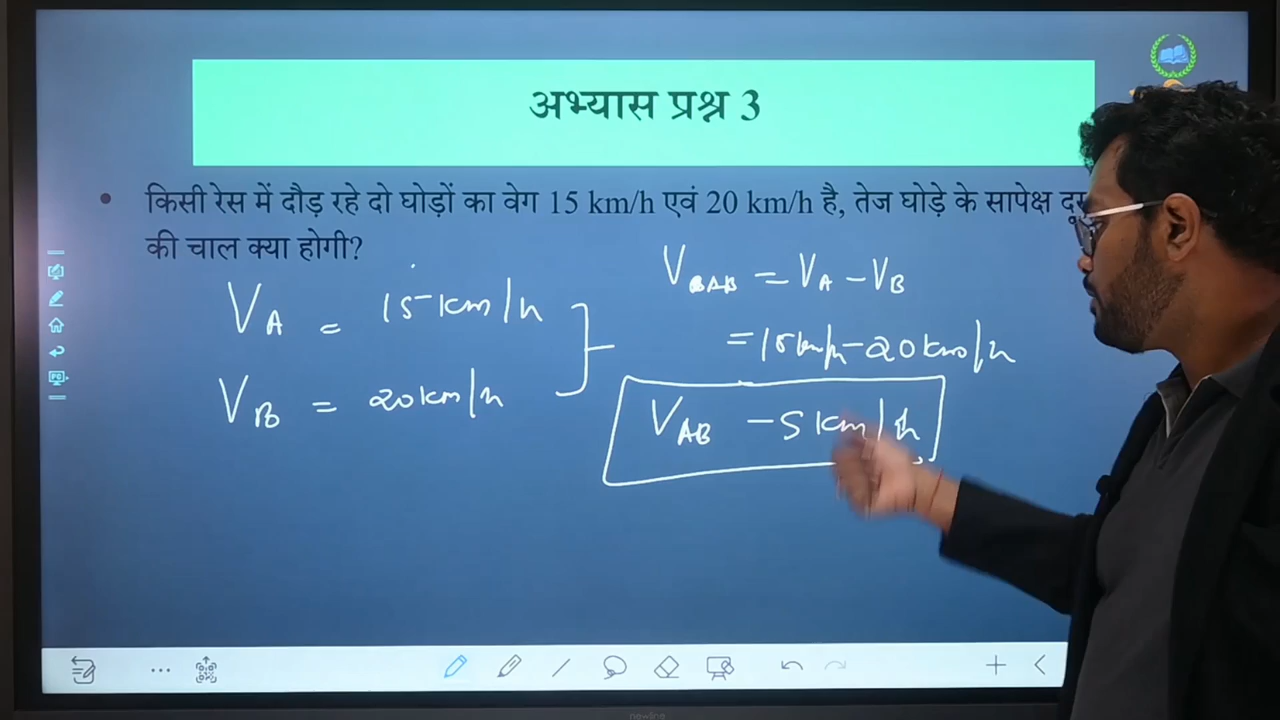 अभ्यास प्रश्न 3
• किसी रेस में दौड़ रहे दो घोड़ों का वेग 15 km/h एवं 20 km/h है, तेज घोड़े के सापेक्ष
की चाल क्या होगी?
V_A = 15 km/h
V_B = 20 km/h
= V_A - V_B
= 15 km/h - 20 km/h
V_AB - 5 km/h
newline